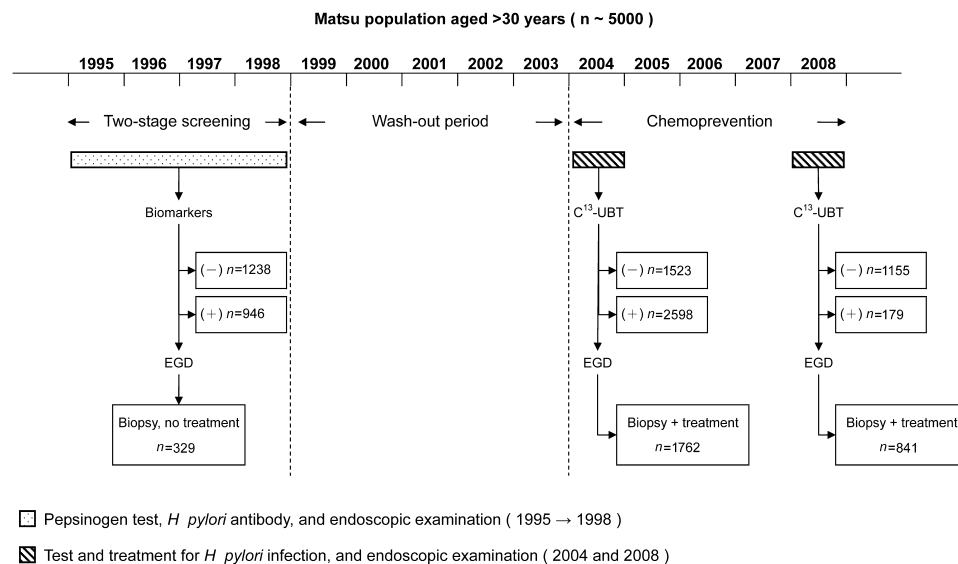 Matsu population aged >30 years ( n ~ 5000 )
1995 1996 1997 1998 1999 2000 2001 2002 2003 2004 2005 2006 2007 2008
Two-stage screening Wash-out period Chemoprevention
Biomarkers C¹³-UBT C¹³-UBT
(−) n=1238 (−) n=1523 (−) n=1155
(+) n=946 (+) n=2598 (+) n=179
EGD EGD EGD
Biopsy, no treatment Biopsy + treatment Biopsy + treatment
n=329 n=1762 n=841
Pepsinogen test, H pylori antibody, and endoscopic examination ( 1995 → 1998 )
Test and treatment for H pylori infection, and endoscopic examination ( 2004 and 2008 )